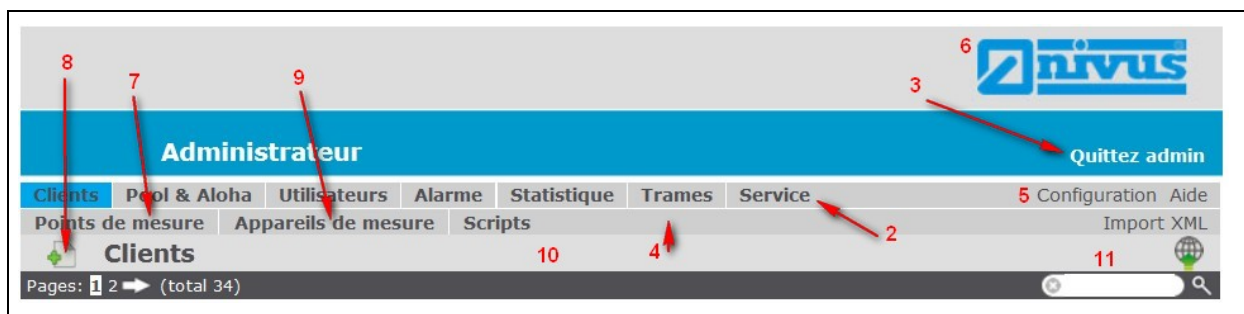 6
nivus
8
7
9
3
Administrateur
Quittez admin
Clients Pool & Aloha Utilisateurs Alarme Statistique Trames Service 5 Configuration Aide
Points de mesure Appareils de mesure Scripts Import XML
2
Clients 10 4 11
Pages: 1 2 (total 34)